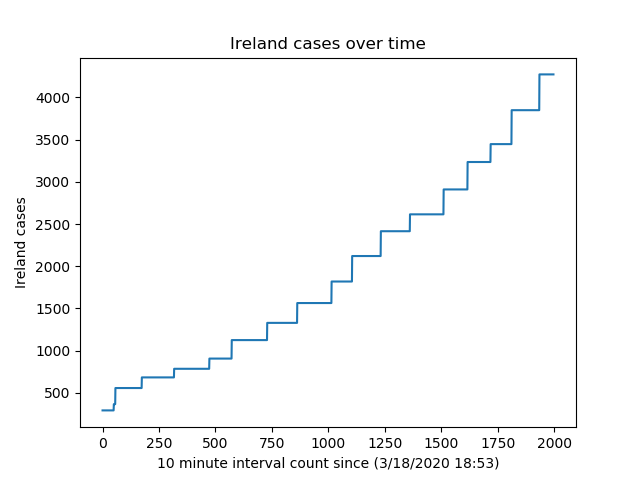 Ireland cases over time
Ireland cases
4000
3500
3000
2500
2000
1500
1000
500
0 250 500 750 1000 1250 1500 1750 2000
10 minute interval count since (3/18/2020 18:53)